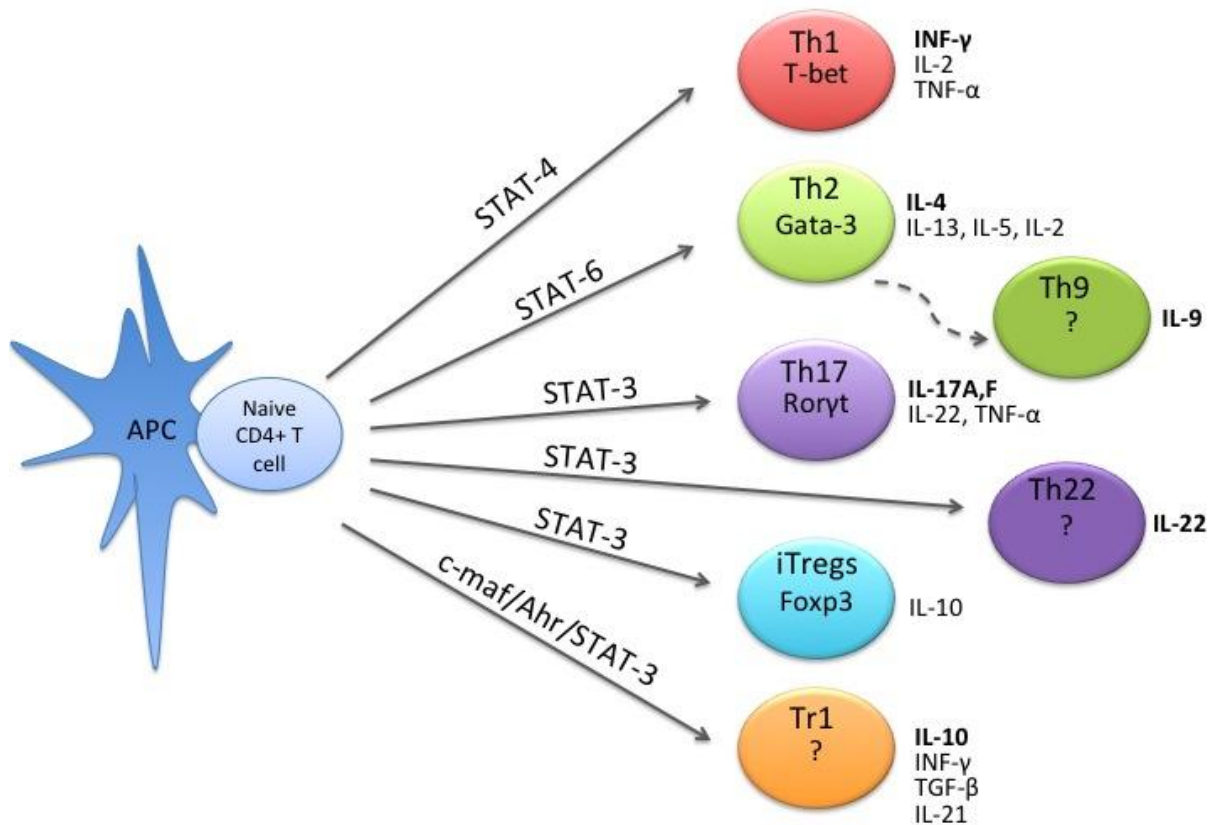 Th1
T-bet
INF-γ
IL-2
TNF-α
STAT-4
Th2
Gata-3
IL-4
IL-13, IL-5, IL-2
STAT-6
Th9
?
IL-9
APC
Naive
CD4+ T
cell
STAT-3
Th17
Rorγt
IL-17A,F
IL-22, TNF-α
STAT-3
Th22
?
IL-22
STAT-3
iTregs
Foxp3
IL-10
c-maf/Ahr/STAT-3
Tr1
?
IL-10
INF-γ
TGF-β
IL-21